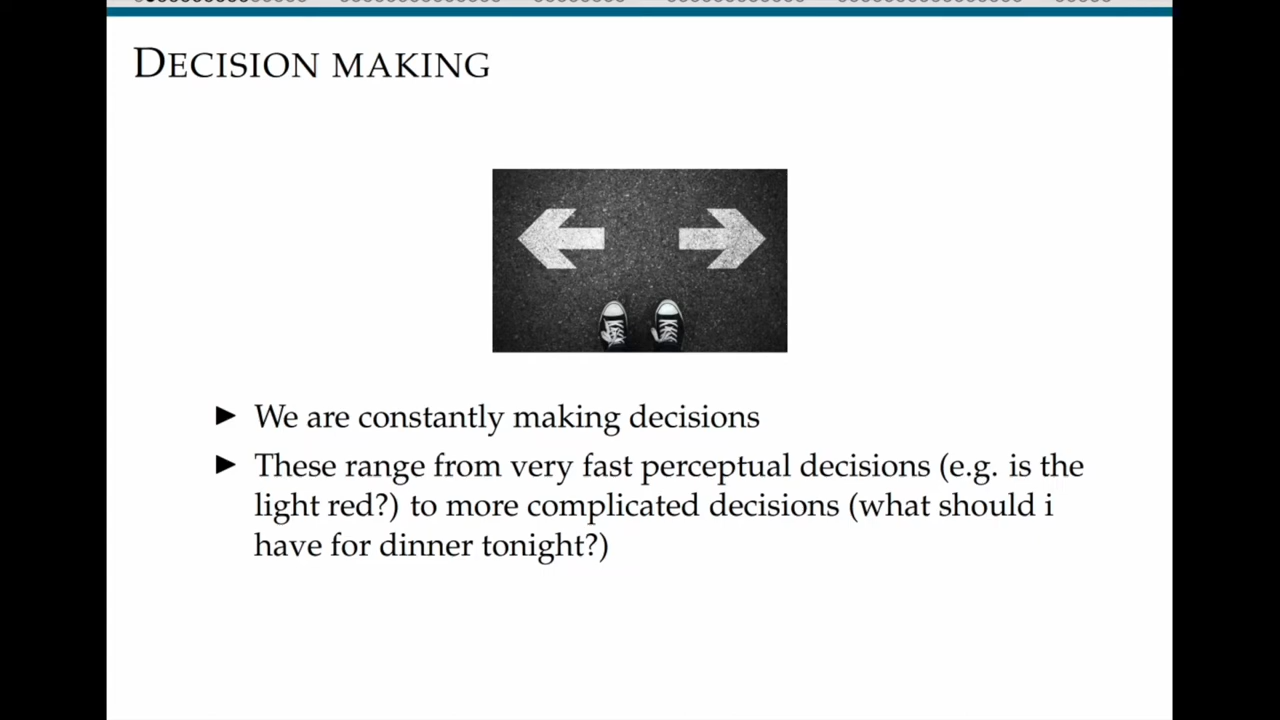 DECISION MAKING
▶ We are constantly making decisions
▶ These range from very fast perceptual decisions (e.g. is the
light red?) to more complicated decisions (what should i
have for dinner tonight?)